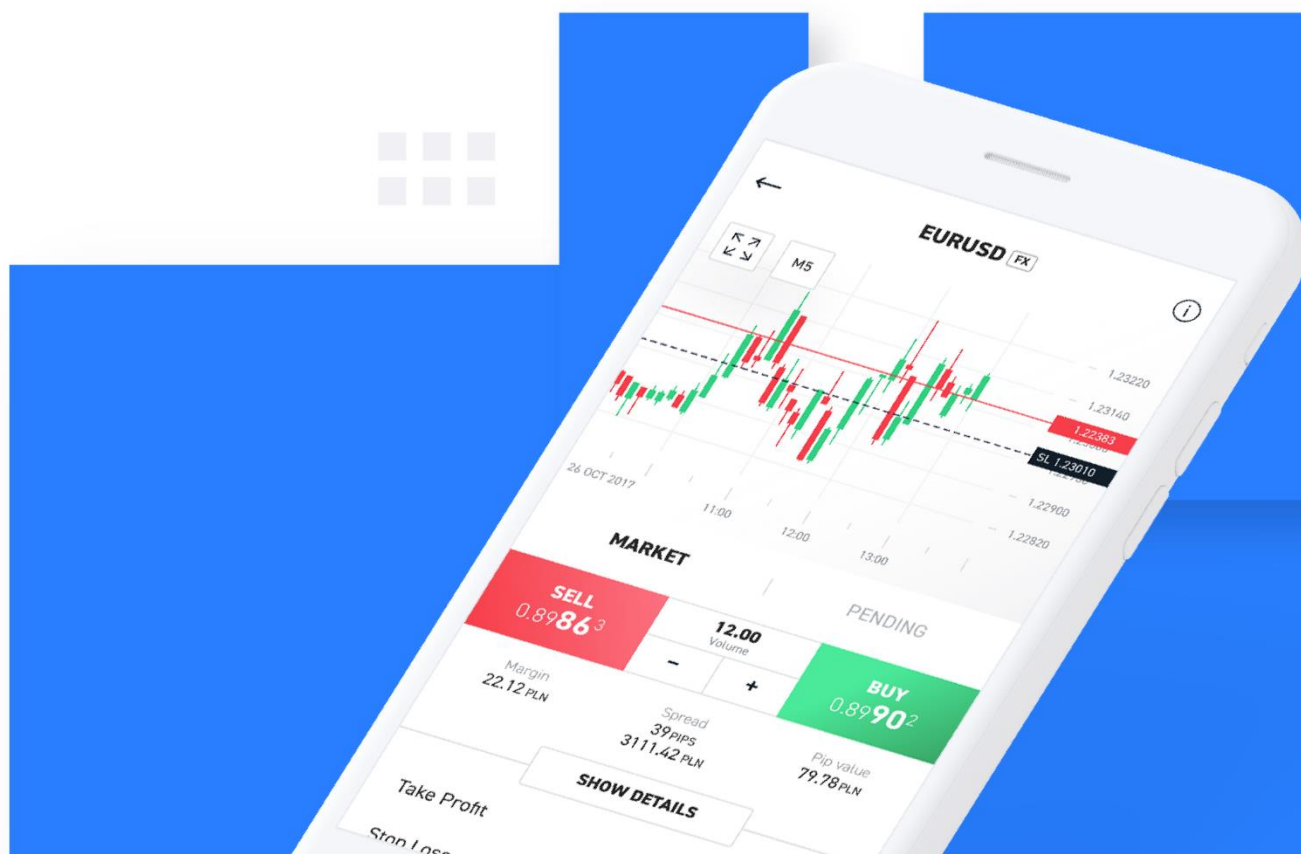 EURUSD FX
M5
1.23220
1.23140
1.22383
SL 1.23010
1.22900
1.22820
26 OCT 2017
11:00
12:00
13:00
MARKET
PENDING
SELL
0.89863
12.00
Volume
-
+
BUY
0.89902
Margin
22.12 PLN
Spread
39 PIPS
3111.42 PLN
Pip value
79.78 PLN
SHOW DETAILS
Take Profit
Stop Loss